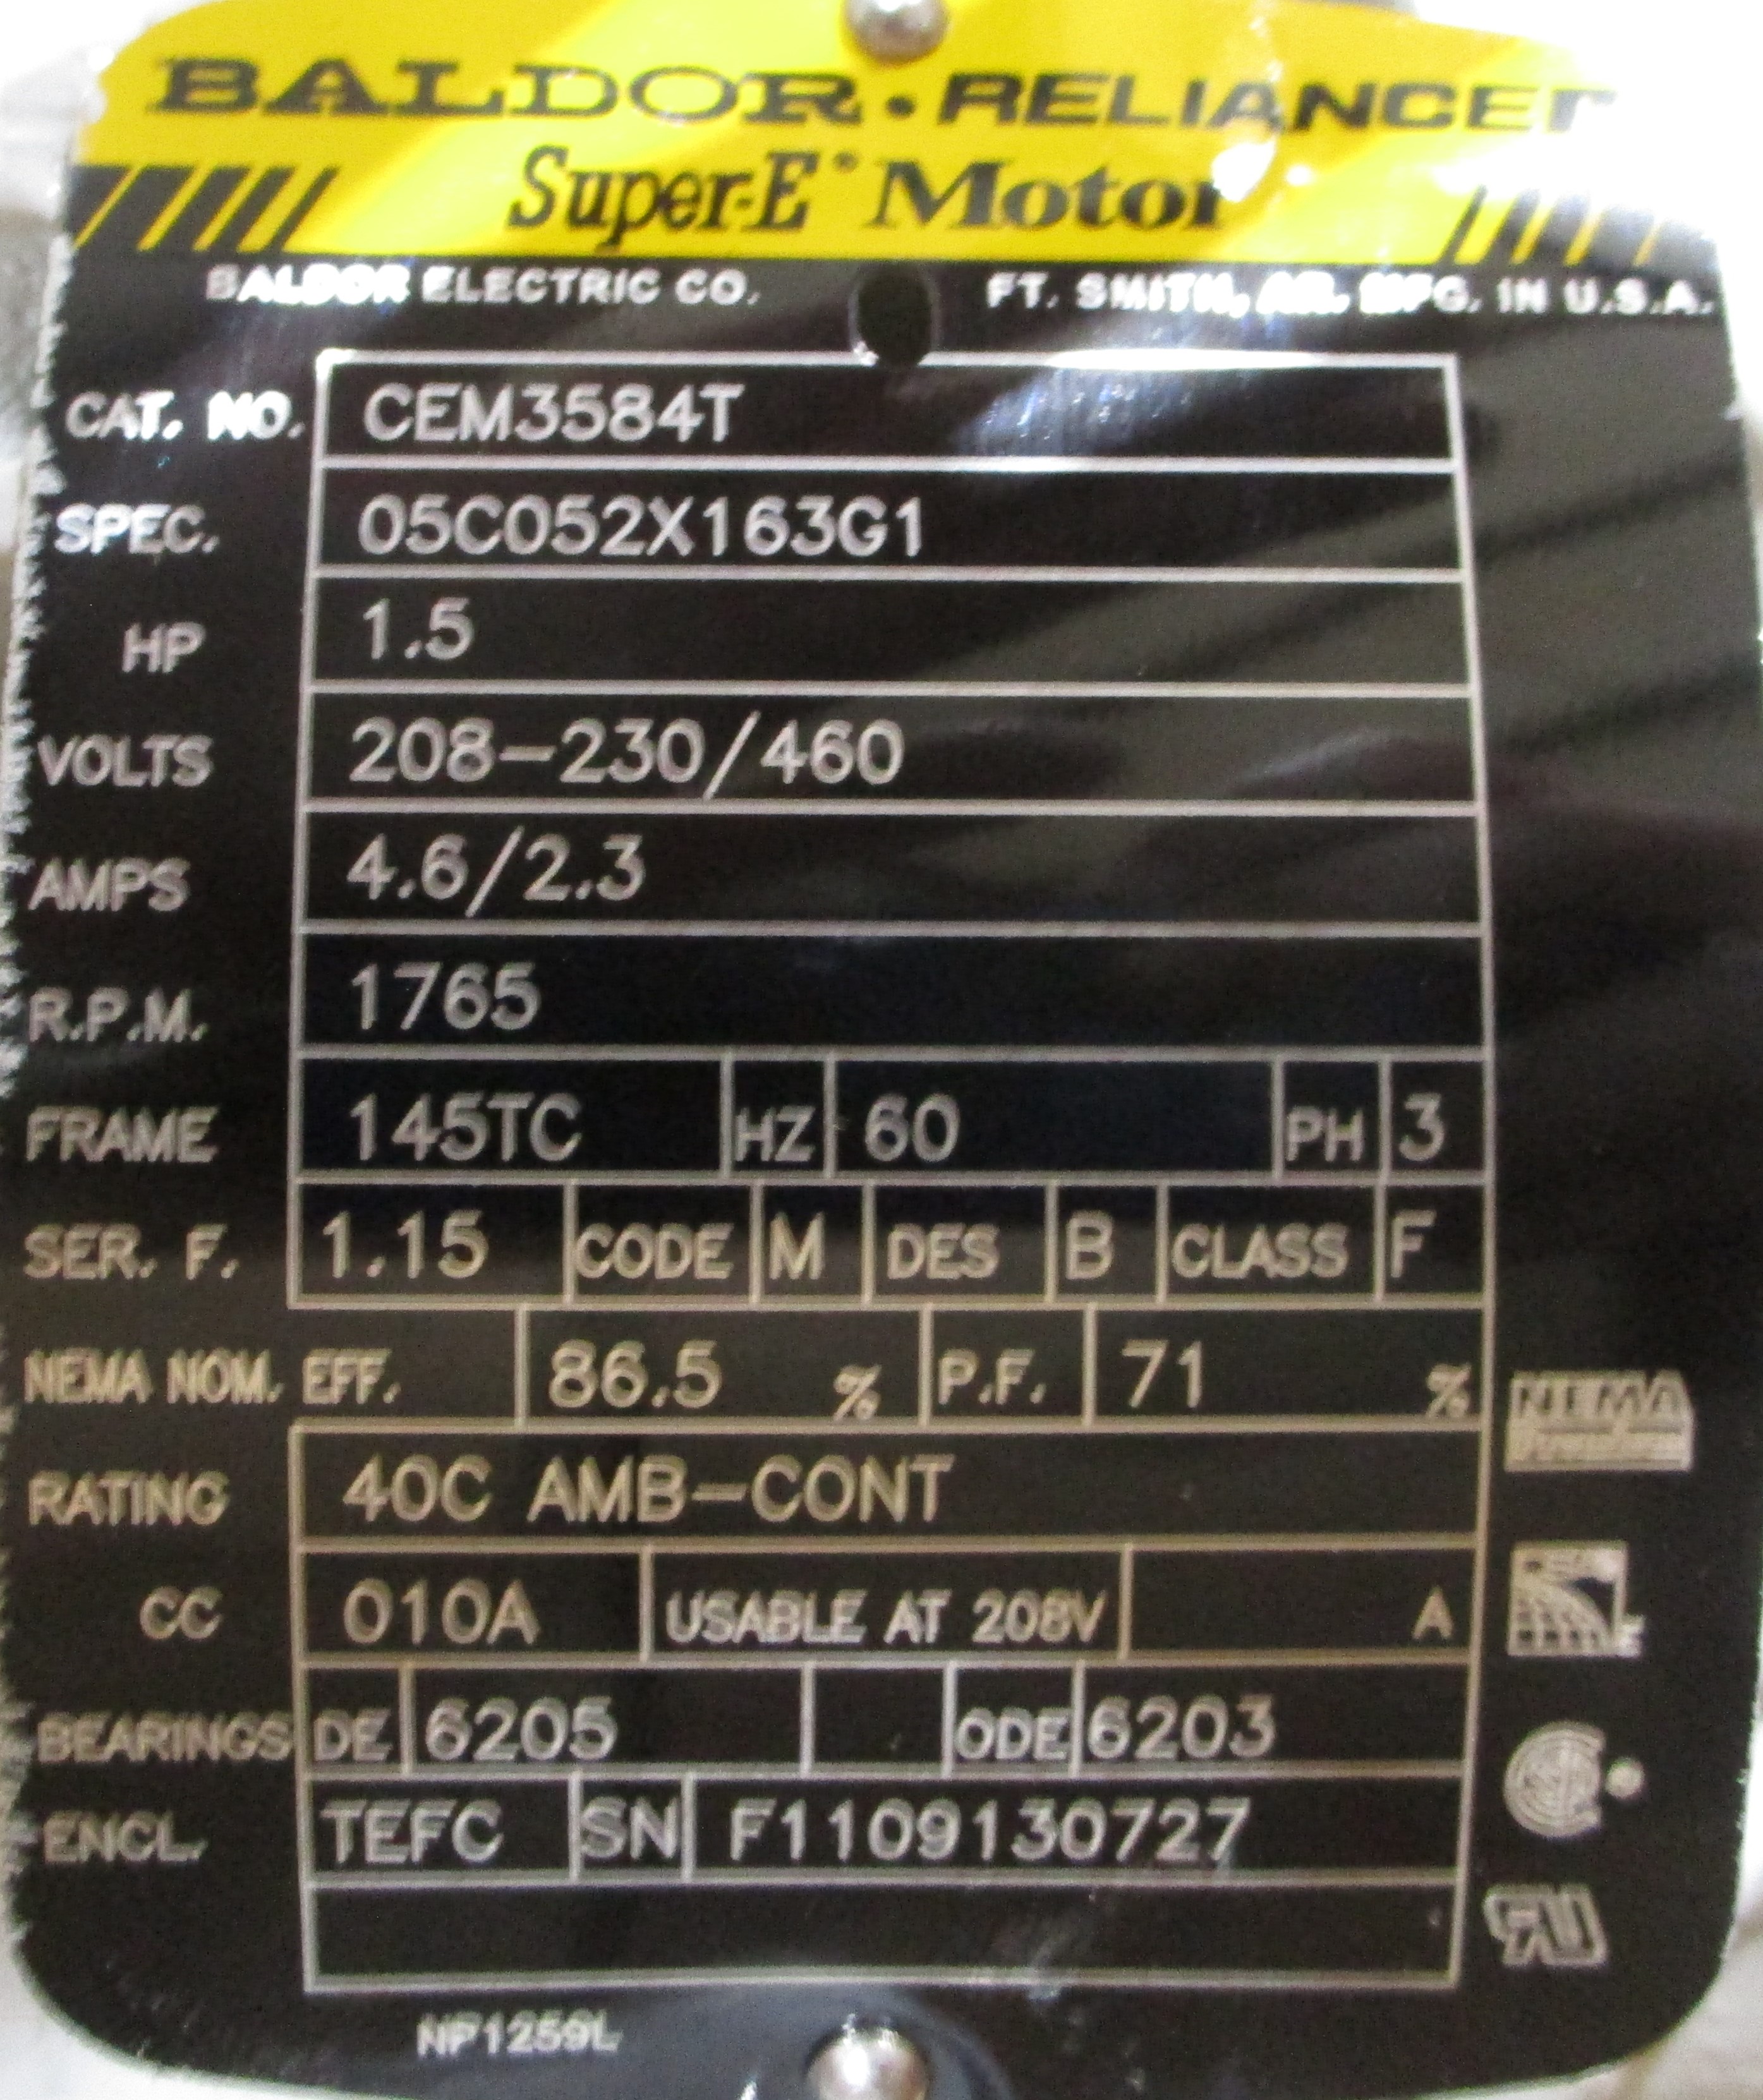 BALDOR • RELIANCE
Super-E® Motor
BALDOR ELECTRIC CO. FT. SMITH, AR. MFG. IN U.S.A.
CAT. NO. CEM3584T
SPEC. 05C052X163G1
HP 1.5
VOLTS 208-230/460
AMPS 4.6/2.3
R.P.M. 1765
FRAME 145TC HZ 60 PH 3
SER. F. 1.15 CODE M DES B CLASS F
NEMA NOM. EFF. 86.5 % P.F. 71 %
NEMA
Premium
RATING 40C AMB-CONT
CC 010A USABLE AT 208V A
BEARINGS DE 6205 ODE 6203
ENCL. TEFC SN F1109130727
NP1259L